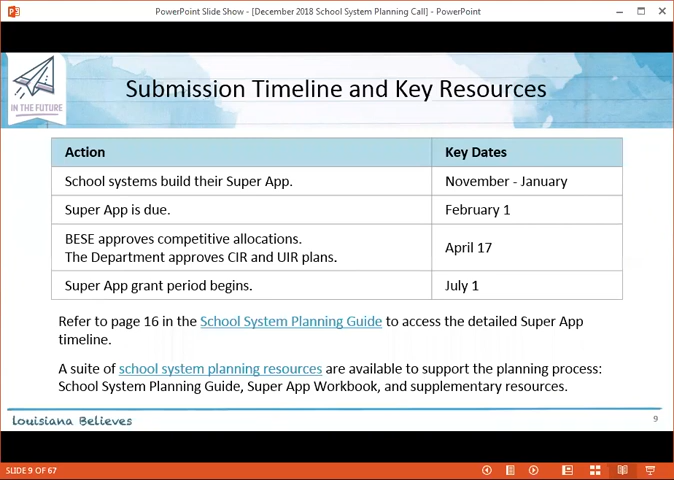 PowerPoint Slide Show - [December 2018 School System Planning Call] - PowerPoint
IN THE FUTURE
Submission Timeline and Key Resources
Action Key Dates
School systems build their Super App. November - January
Super App is due. February 1
BESE approves competitive allocations.
The Department approves CIR and UIR plans. April 17
Super App grant period begins. July 1
Refer to page 16 in the School System Planning Guide to access the detailed Super App
timeline.
A suite of school system planning resources are available to support the planning process:
School System Planning Guide, Super App Workbook, and supplementary resources.
Louisiana Believes 9
SLIDE 9 OF 67